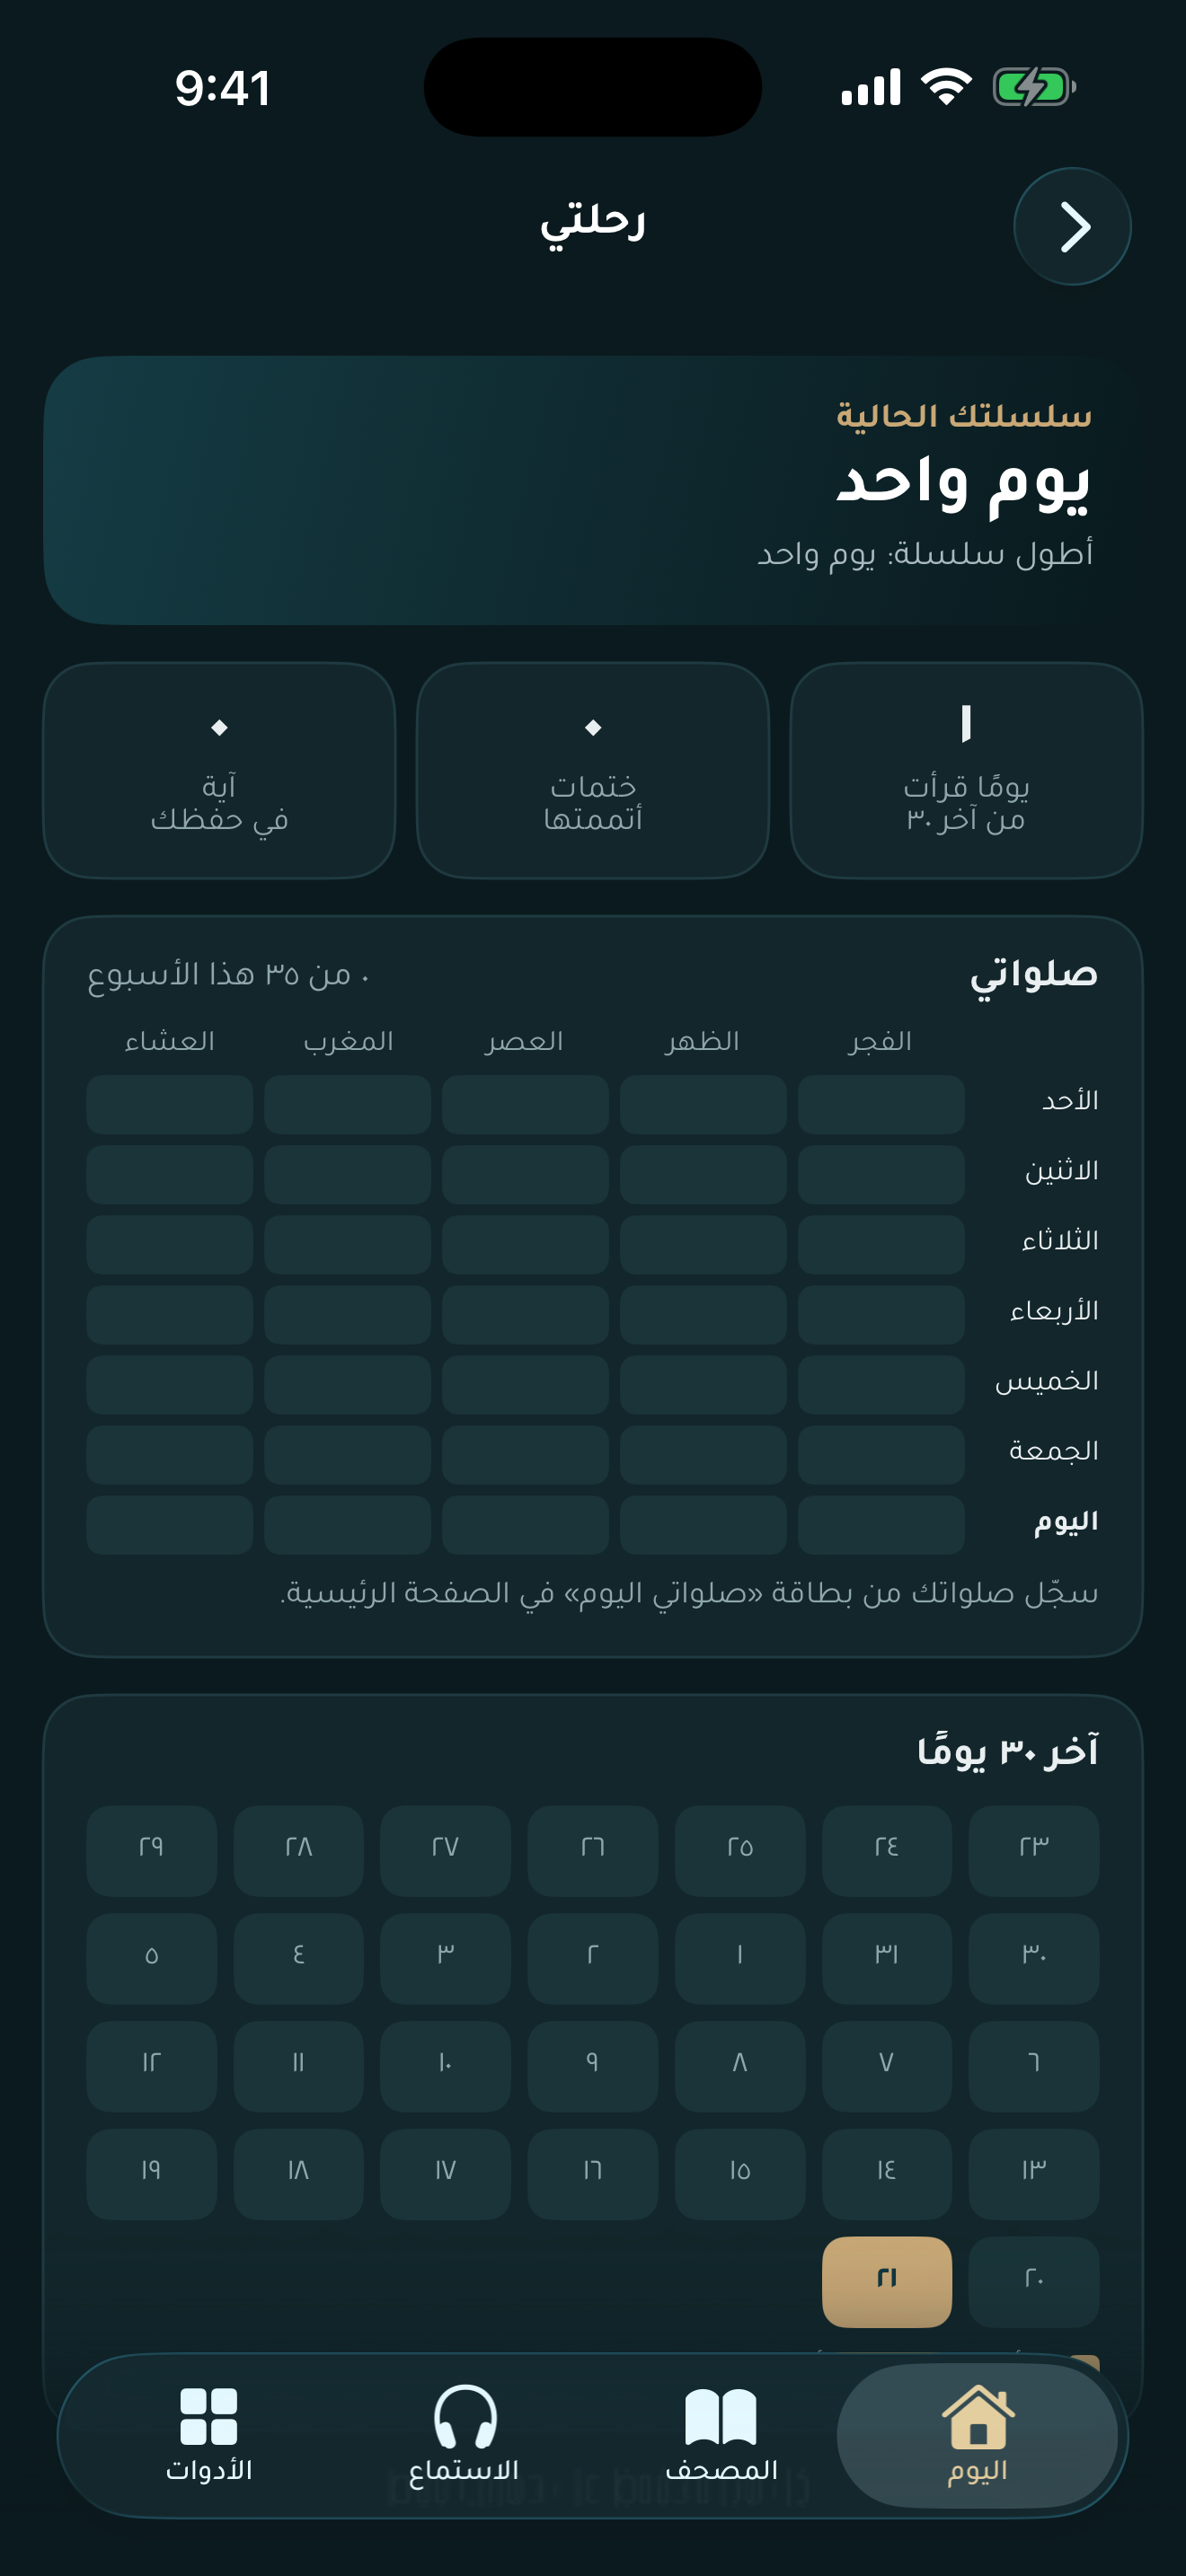 9:41
رحلتي
سلسلتك الحالية
يوم واحد
أطول سلسلة: يوم واحد
١
يومًا قرأت
من آخر ٣٠
٠
ختمات
أتممتها
٠
آية
في حفظك
صلواتي
٠ من ٣٥ هذا الأسبوع
الفجر الظهر العصر المغرب العشاء
الأحد
الاثنين
الثلاثاء
الأربعاء
الخميس
الجمعة
اليوم
سجّل صلواتك من بطاقة «صلواتي اليوم» في الصفحة الرئيسية.
آخر ٣٠ يومًا
٢٣ ٢٤ ٢٥ ٢٦ ٢٧ ٢٨ ٢٩
٣٠ ٣١ ١ ٢ ٣ ٤ ٥
٦ ٧ ٨ ٩ ١٠ ١١ ١٢
١٣ ١٤ ١٥ ١٦ ١٧ ١٨ ١٩
٢٠ ٢١
اليوم المصحف الاستماع الأدوات